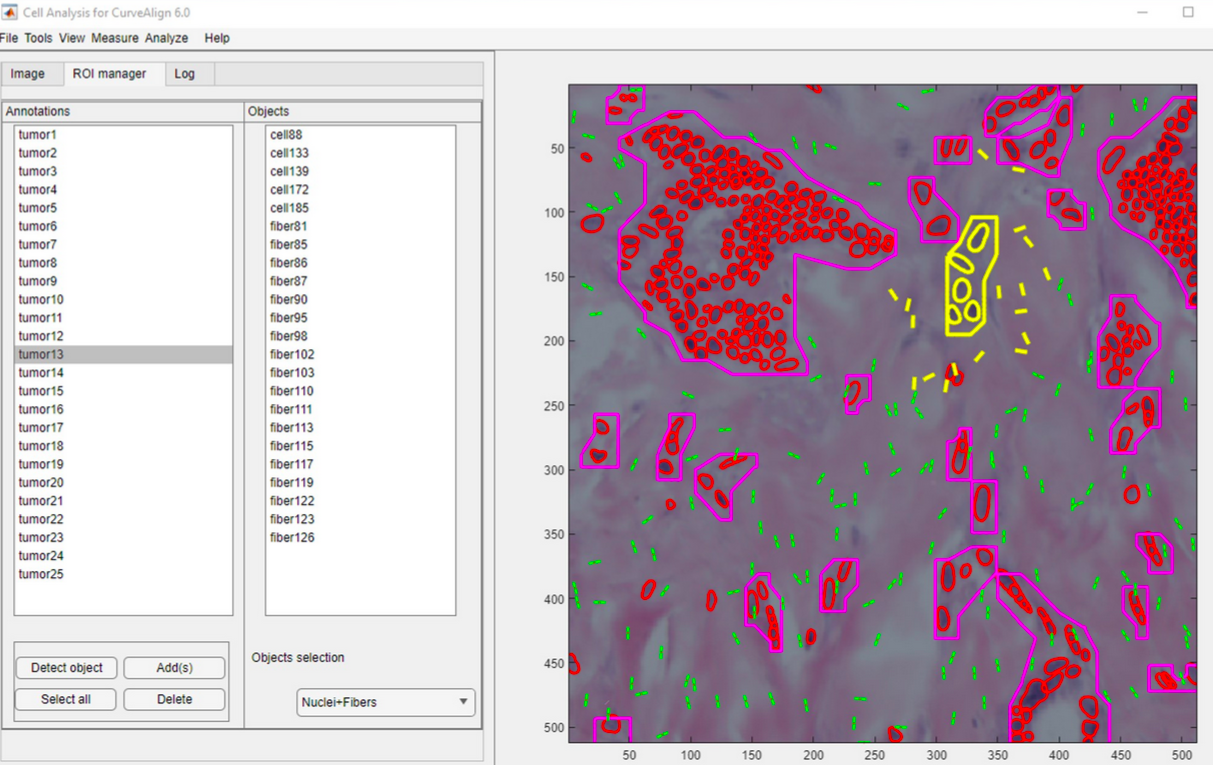 Cell Analysis for CurveAlign 6.0
File Tools View Measure Analyze Help
Image ROI manager Log
Annotations Objects
tumor1
tumor2
tumor3
tumor4
tumor5
tumor6
tumor7
tumor8
tumor9
tumor10
tumor11
tumor12
tumor13
tumor14
tumor15
tumor16
tumor17
tumor18
tumor19
tumor20
tumor21
tumor22
tumor23
tumor24
tumor25
cell88
cell133
cell139
cell172
cell185
fiber81
fiber85
fiber86
fiber87
fiber90
fiber95
fiber98
fiber102
fiber103
fiber110
fiber111
fiber113
fiber115
fiber117
fiber119
fiber122
fiber123
fiber126
Detect object Add(s)
Select all Delete
Objects selection
Nuclei+Fibers
50
100
150
200
250
300
350
400
450
500
50 100 150 200 250 300 350 400 450 500